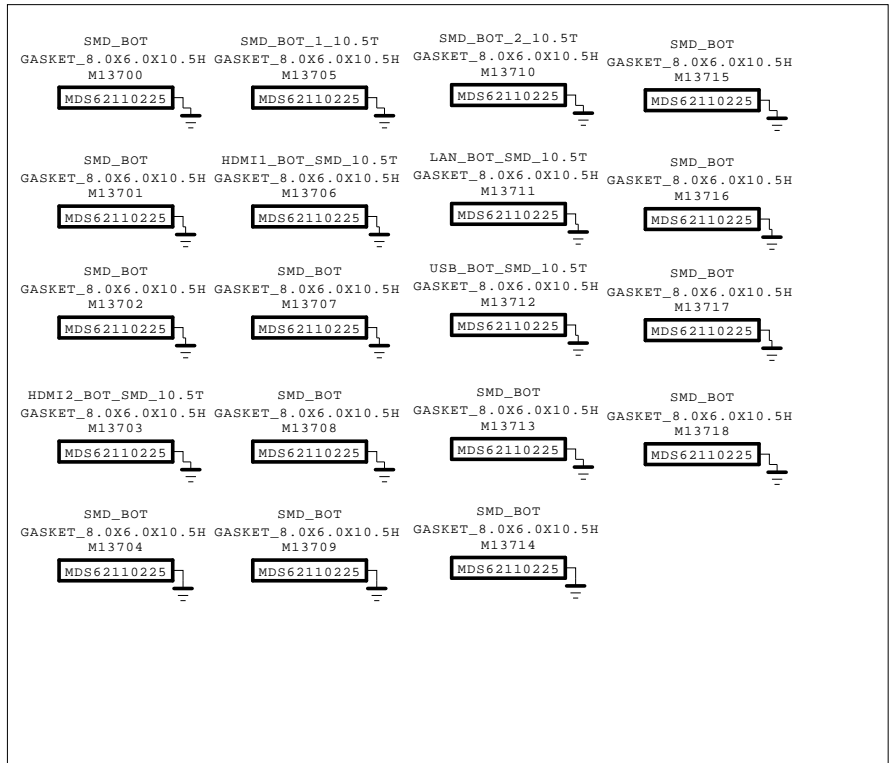 SMD_BOT
GASKET_8.0X6.0X10.5H
M13700
MDS62110225
SMD_BOT_1_10.5T
GASKET_8.0X6.0X10.5H
M13705
MDS62110225
SMD_BOT_2_10.5T
GASKET_8.0X6.0X10.5H
M13710
MDS62110225
SMD_BOT
GASKET_8.0X6.0X10.5H
M13715
MDS62110225
SMD_BOT
GASKET_8.0X6.0X10.5H
M13701
MDS62110225
HDMI1_BOT_SMD_10.5T
GASKET_8.0X6.0X10.5H
M13706
MDS62110225
LAN_BOT_SMD_10.5T
GASKET_8.0X6.0X10.5H
M13711
MDS62110225
SMD_BOT
GASKET_8.0X6.0X10.5H
M13716
MDS62110225
SMD_BOT
GASKET_8.0X6.0X10.5H
M13702
MDS62110225
SMD_BOT
GASKET_8.0X6.0X10.5H
M13707
MDS62110225
USB_BOT_SMD_10.5T
GASKET_8.0X6.0X10.5H
M13712
MDS62110225
SMD_BOT
GASKET_8.0X6.0X10.5H
M13717
MDS62110225
HDMI2_BOT_SMD_10.5T
GASKET_8.0X6.0X10.5H
M13703
MDS62110225
SMD_BOT
GASKET_8.0X6.0X10.5H
M13708
MDS62110225
SMD_BOT
GASKET_8.0X6.0X10.5H
M13713
MDS62110225
SMD_BOT
GASKET_8.0X6.0X10.5H
M13718
MDS62110225
SMD_BOT
GASKET_8.0X6.0X10.5H
M13704
MDS62110225
SMD_BOT
GASKET_8.0X6.0X10.5H
M13709
MDS62110225
SMD_BOT
GASKET_8.0X6.0X10.5H
M13714
MDS62110225